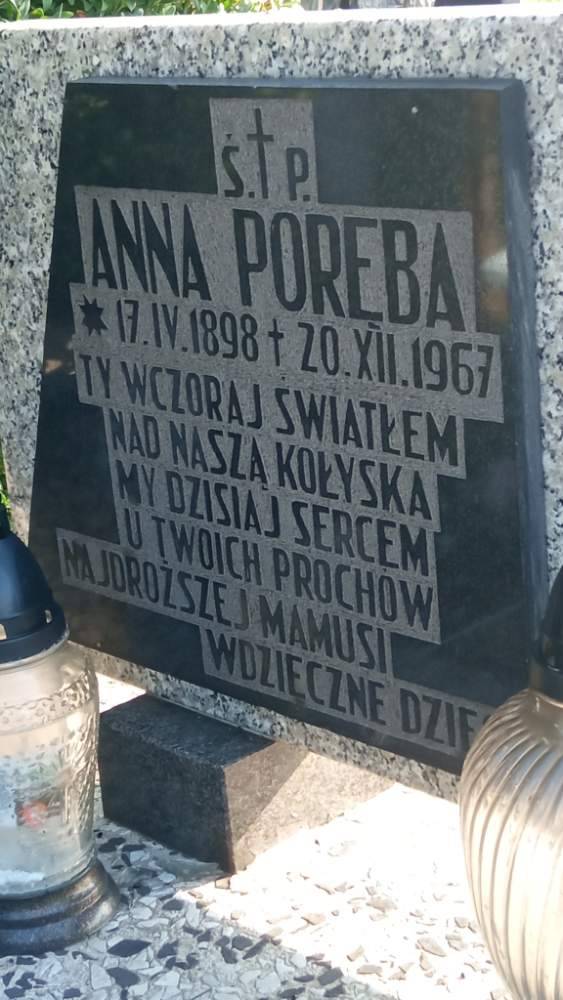 Ś. † P.
ANNA PORĘBA
* 17.IV.1898 † 20.XII.1967
TY WCZORAJ ŚWIATŁEM
NAD NASZĄ KOŁYSKĄ
MY DZISIAJ SERCEM
U TWOICH PROCHÓW
NAJDROŻSZEJ MAMUSI
WDZIĘCZNE